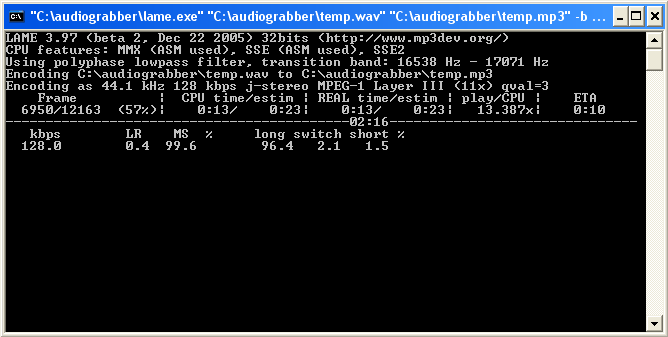 "C:\audiograbber\lame.exe" "C:\audiograbber\temp.wav" "C:\audiograbber\temp.mp3" -b ...
LAME 3.97 (beta 2, Dec 22 2005) 32bits (http://www.mp3dev.org/)
CPU features: MMX (ASM used), SSE (ASM used), SSE2
Using polyphase lowpass filter, transition band: 16538 Hz - 17071 Hz
Encoding C:\audiograbber\temp.wav to C:\audiograbber\temp.mp3
Encoding as 44.1 kHz 128 kbps j-stereo MPEG-1 Layer III (11x) qval=3
    Frame          |  CPU time/estim | REAL time/estim | play/CPU |    ETA
  6950/12163  (57%)|    0:13/    0:23|    0:13/    0:23|   13.387x|    0:10
-------------------------------------------02:16-------------------------------
   kbps        LR    MS  %     long switch short %
  128.0        0.4  99.6        96.4   2.1   1.5